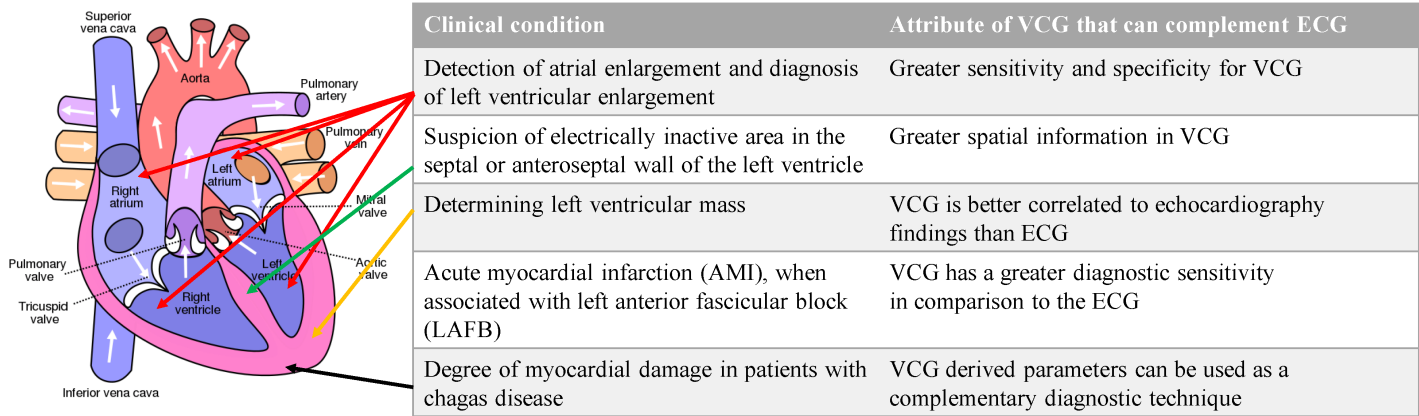 Superior
vena cava
Aorta
Pulmonary
artery
Pulmonary
vein
Left
atrium
Right
atrium
Mitral
valve
Pulmonary
valve
Left
ventricle
Aortic
valve
Tricuspid
valve
Right
ventricle
Inferior vena cava
Clinical condition
Attribute of VCG that can complement ECG
Detection of atrial enlargement and diagnosis
of left ventricular enlargement
Greater sensitivity and specificity for VCG
Suspicion of electrically inactive area in the
septal or anteroseptal wall of the left ventricle
Greater spatial information in VCG
Determining left ventricular mass
VCG is better correlated to echocardiography
findings than ECG
Acute myocardial infarction (AMI), when
associated with left anterior fascicular block
(LAFB)
VCG has a greater diagnostic sensitivity
in comparison to the ECG
Degree of myocardial damage in patients with
chagas disease
VCG derived parameters can be used as a
complementary diagnostic technique